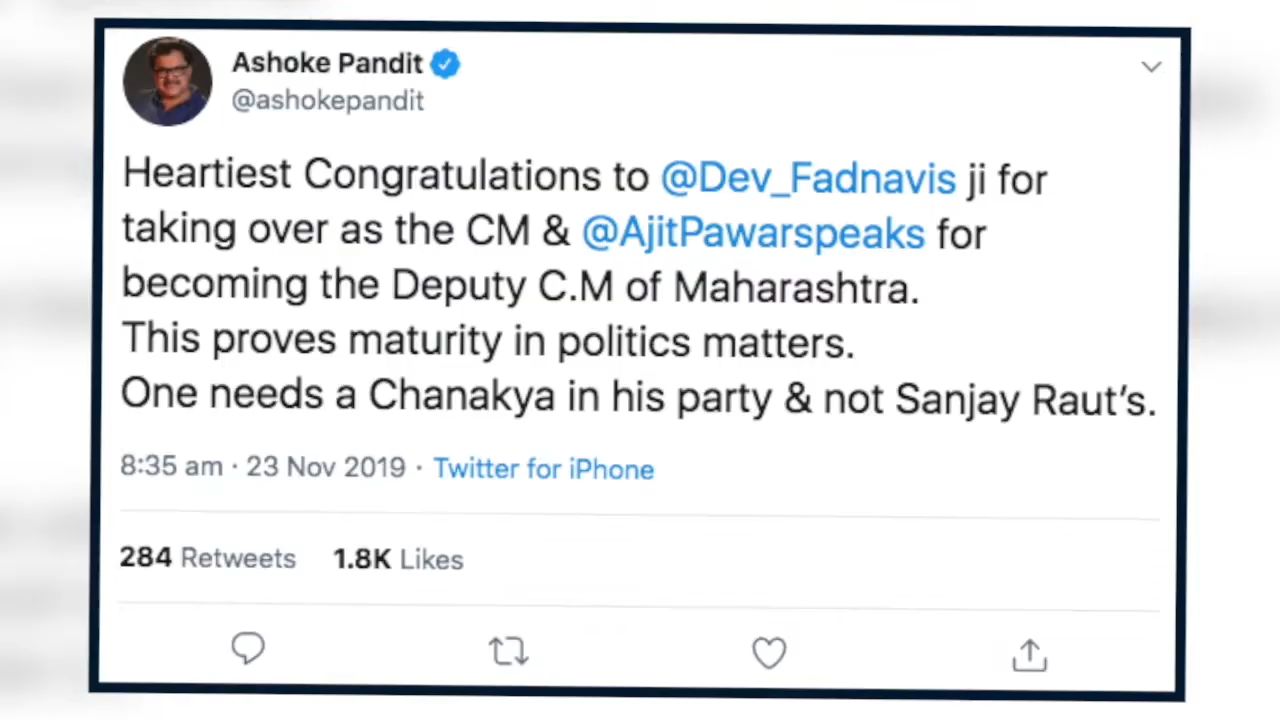 Ashoke Pandit
@ashokepandit
Heartiest Congratulations to @Dev_Fadnavis ji for
taking over as the CM & @AjitPawarspeaks for
becoming the Deputy C.M of Maharashtra.
This proves maturity in politics matters.
One needs a Chanakya in his party & not Sanjay Raut’s.
8:35 am · 23 Nov 2019 · Twitter for iPhone
284 Retweets 1.8K Likes